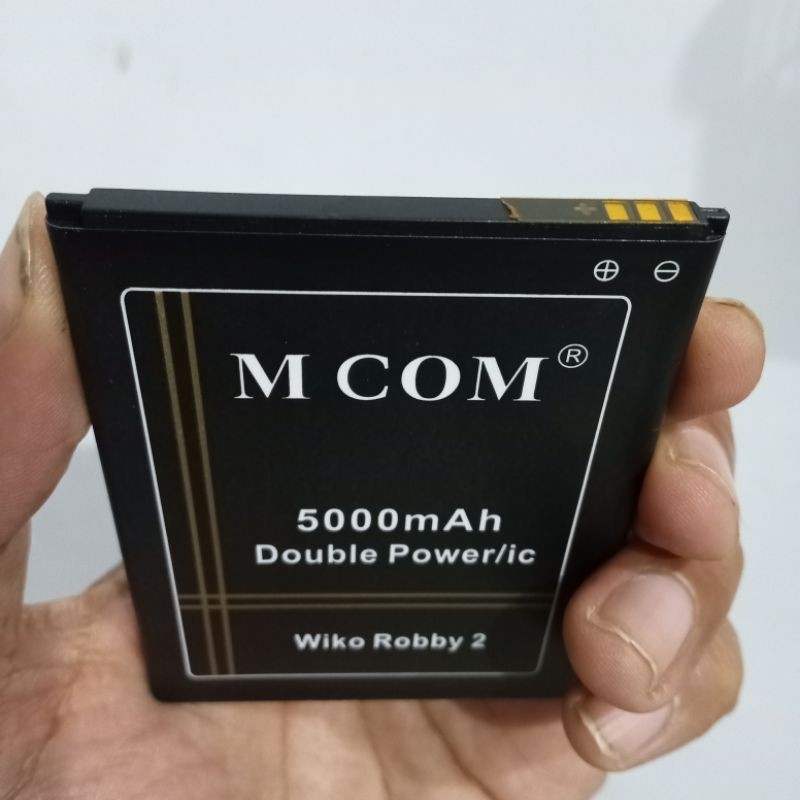 +
⊕ ⊖
M COM®
5000mAh
Double Power/ic
Wiko Robby 2